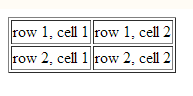 row 1, cell 1 row 1, cell 2
row 2, cell 1 row 2, cell 2